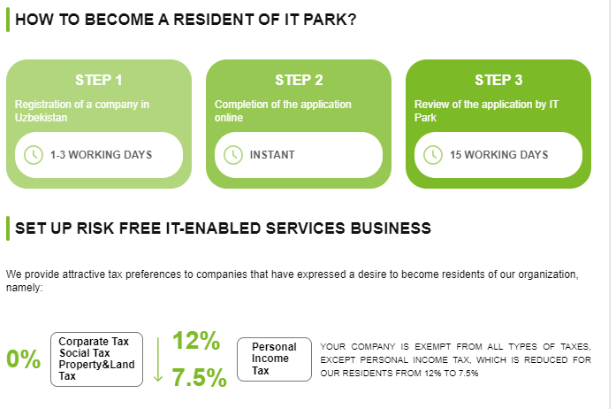 HOW TO BECOME A RESIDENT OF IT PARK?
STEP 1
Registration of a company in
Uzbekistan
1-3 WORKING DAYS
STEP 2
Completion of the application
online
INSTANT
STEP 3
Review of the application by IT
Park
15 WORKING DAYS
SET UP RISK FREE IT-ENABLED SERVICES BUSINESS
We provide attractive tax preferences to companies that have expressed a desire to become residents of our organization,
namely:
0%
Corparate Tax
Social Tax
Property&Land
Tax
12%
7.5%
Personal
Income
Tax
YOUR COMPANY IS EXEMPT FROM ALL TYPES OF TAXES,
EXCEPT PERSONAL INCOME TAX, WHICH IS REDUCED FOR
OUR RESIDENTS FROM 12% TO 7.5%